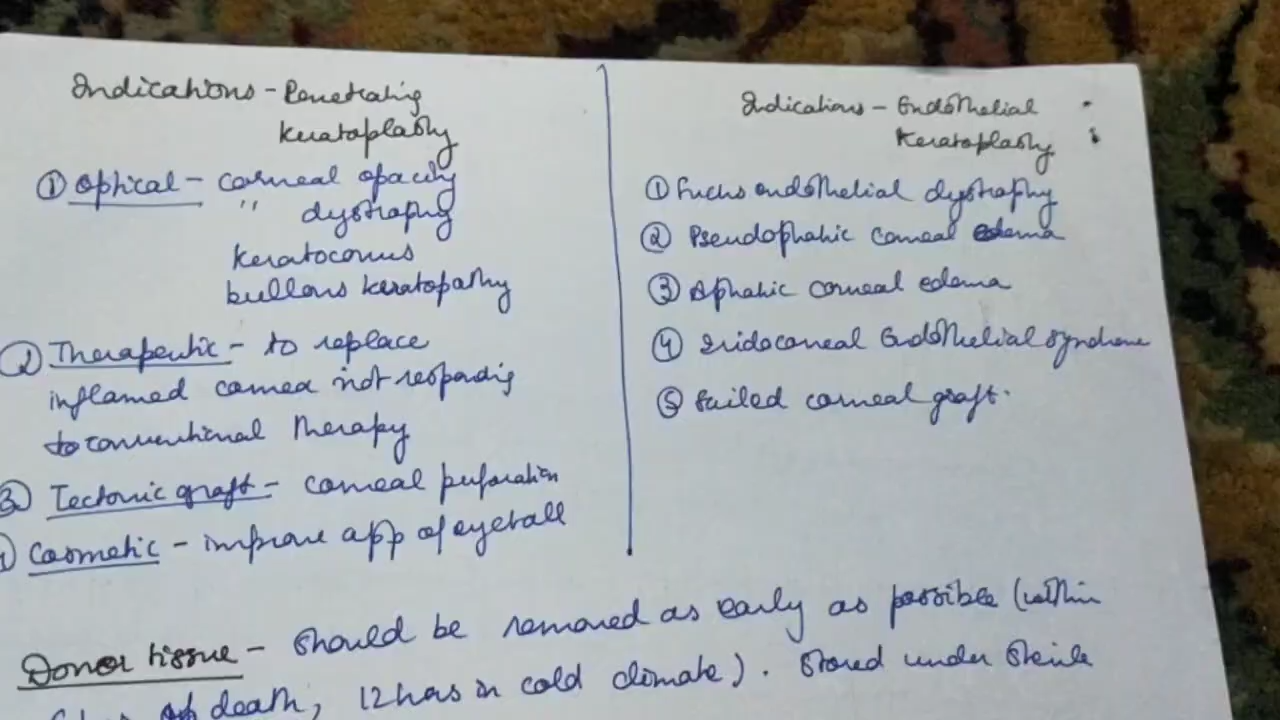 Indications - Penetrating
Keratoplasty
① Optical - corneal opacity
" dystrophy
keratoconus
bullous keratopathy
② Therapeutic - to replace
inflamed cornea not responding
to conventional therapy
③ Tectonic graft - corneal perforation
Cosmetic - improve app of eyeball
Indications - Endothelial
Keratoplasty
① Fuchs endothelial dystrophy
② Pseudophakic corneal edema
③ Aphakic corneal edema
④ Iridocorneal Endothelial syndrome
⑤ Failed corneal graft.
Donor tissue - should be removed as early as possible (within
of death, 12 hrs in cold climate). Stored under sterile